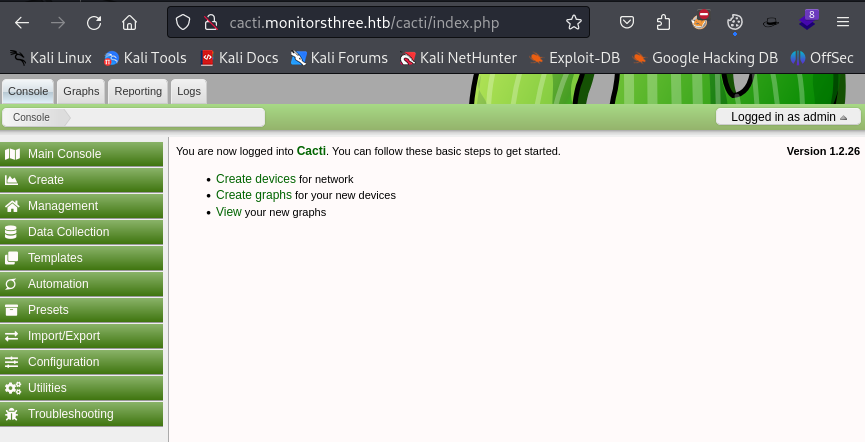 cacti.monitorsthree.htb/cacti/index.php
8
Kali Linux Kali Tools Kali Docs Kali Forums Kali NetHunter Exploit-DB Google Hacking DB OffSec
Console Graphs Reporting Logs
Console Logged in as admin
Main Console
Create
Management
Data Collection
Templates
Automation
Presets
Import/Export
Configuration
Utilities
Troubleshooting
You are now logged into Cacti. You can follow these basic steps to get started. Version 1.2.26
• Create devices for network
• Create graphs for your new devices
• View your new graphs